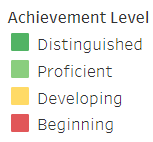 Achievement Level
Distinguished
Proficient
Developing
Beginning